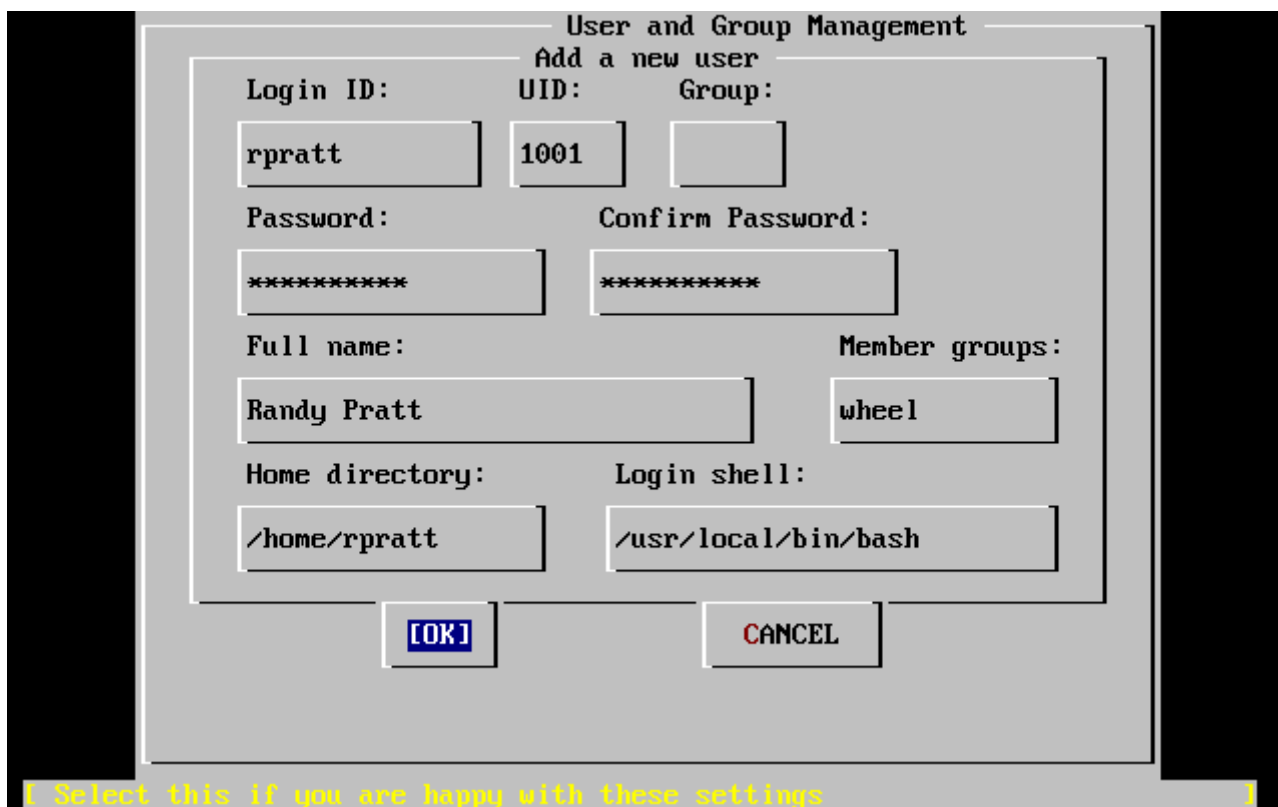 User and Group Management
Add a new user
Login ID: UID: Group:
rpratt 1001
Password: Confirm Password:
********** **********
Full name: Member groups:
Randy Pratt wheel
Home directory: Login shell:
/home/rpratt /usr/local/bin/bash
[OK] CANCEL
[ Select this if you are happy with these settings ]